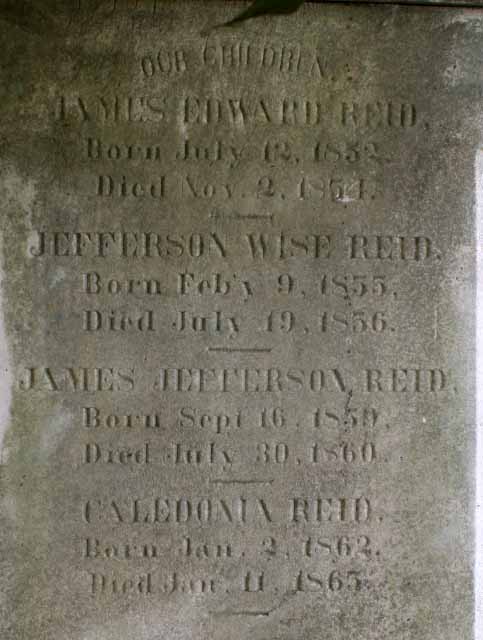 OUR CHILDREN.
JAMES EDWARD REID,
Born July 12, 1852.
Died Nov. 2, 1854.
JEFFERSON WISE REID.
Born Feb'y 9, 1855,
Died July 19, 1856.
JAMES JEFFERSON REID,
Born Sept 16, 1859,
Died July 30, 1860.
CALEDONIA REID.
Born Jan. 2, 1862.
Died Jan. 11, 1863.